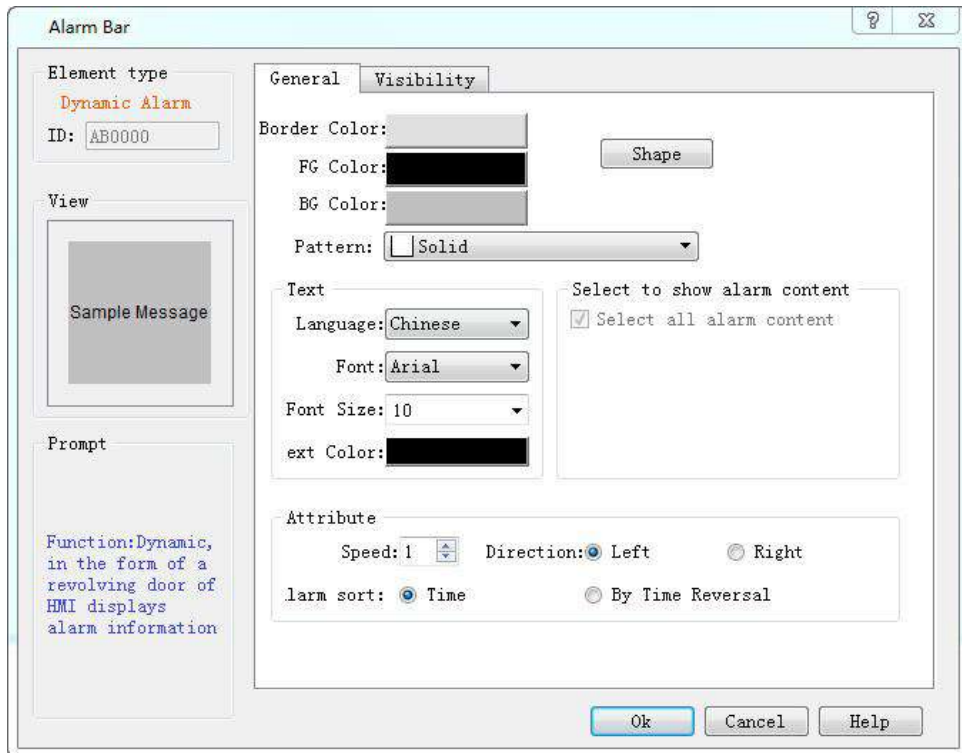 Alarm Bar
Element type
Dynamic Alarm
ID: AB0000
View
Sample Message
Prompt
Function:Dynamic,
in the form of a
revolving door of
HMI displays
alarm information
General Visibility
Border Color:
FG Color:
BG Color:
Shape
Pattern: Solid
Text
Language: Chinese
Font: Arial
Font Size: 10
ext Color:
Select to show alarm content
Select all alarm content
Attribute
Speed: 1 Direction: Left Right
larm sort: Time By Time Reversal
Ok Cancel Help